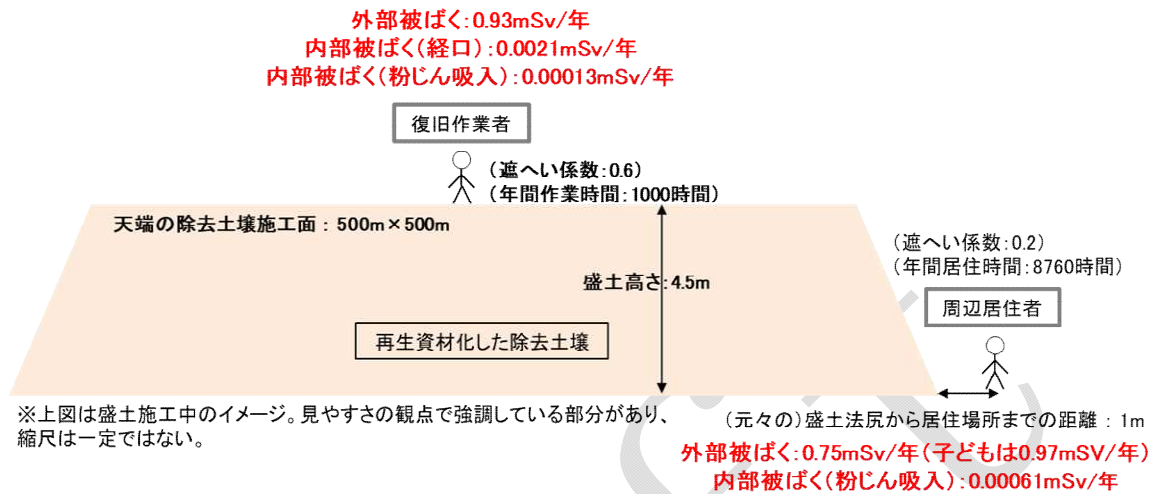 外部被ばく:0.93mSv/年
内部被ばく(経口):0.0021mSv/年
内部被ばく(粉じん吸入):0.00013mSv/年
復旧作業者
(遮へい係数:0.6)
(年間作業時間:1000時間)
天端の除去土壌施工面:500m×500m
盛土高さ:4.5m
再生資材化した除去土壌
(遮へい係数:0.2)
(年間居住時間:8760時間)
周辺居住者
※上図は盛土施工中のイメージ。見やすさの観点で強調している部分があり、
縮尺は一定ではない。
(元々の)盛土法尻から居住場所までの距離:1m
外部被ばく:0.75mSv/年(子どもは0.97mSV/年)
内部被ばく(粉じん吸入):0.00061mSv/年